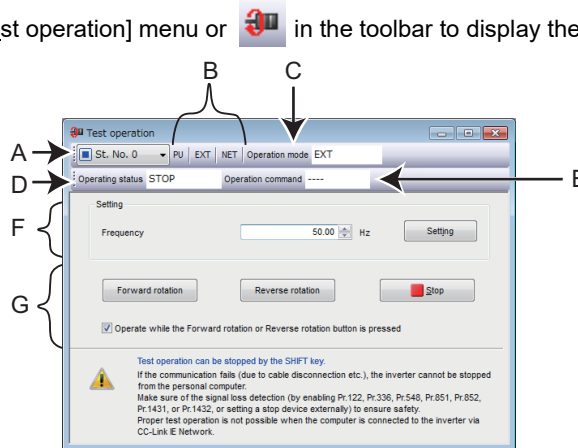 st operation] menu or in the toolbar to display the
B
C
Test operation
A
St. No. 0 PU EXT NET Operation mode EXT
D
Operating status STOP Operation command ----
E
Setting
F
Frequency 50.00 Hz Setting
G
Forward rotation Reverse rotation Stop
Operate while the Forward rotation or Reverse rotation button is pressed
Test operation can be stopped by the SHIFT key.
If the communication fails (due to cable disconnection etc.), the inverter cannot be stopped
from the personal computer.
Make sure of the signal loss detection (by enabling Pr.122, Pr.336, Pr.548, Pr.851, Pr.852,
Pr.1431, or Pr.1432, or setting a stop device externally) to ensure safety.
Proper test operation is not possible when the computer is connected to the inverter via
CC-Link IE Network.